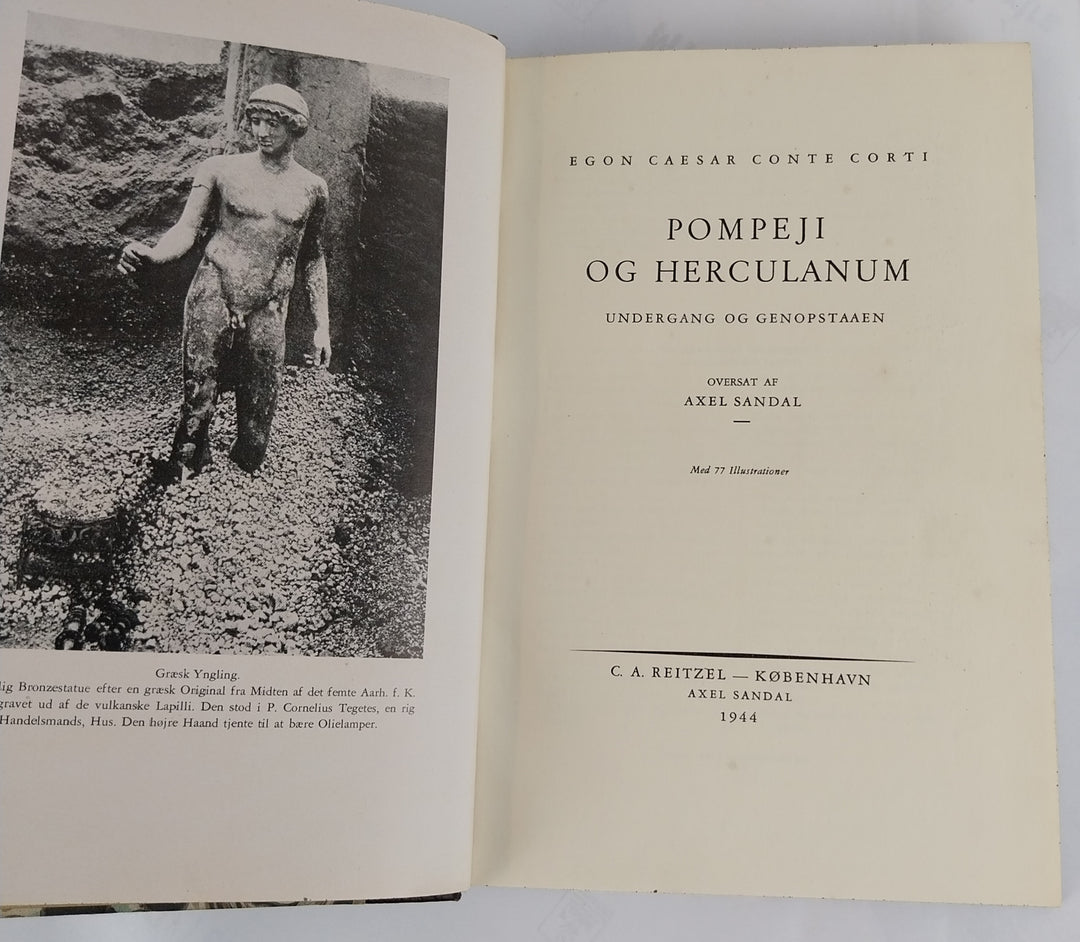 Græsk Yngling.
Bronzestatue efter en græsk Original fra Midten af det femte Aarh. f. K.
gravet ud af de vulkanske Lapilli. Den stod i P. Cornelius Tegetes, en rig
Handelsmands, Hus. Den højre Haand tjente til at bære Olielamper.
EGON CAESAR CONTE CORTI
POMPEJI
OG HERCULANUM
UNDERGANG OG GENOPSTAAEN
OVERSAT AF
AXEL SANDAL
Med 77 Illustrationer
C. A. REITZEL — KØBENHAVN
AXEL SANDAL
1944